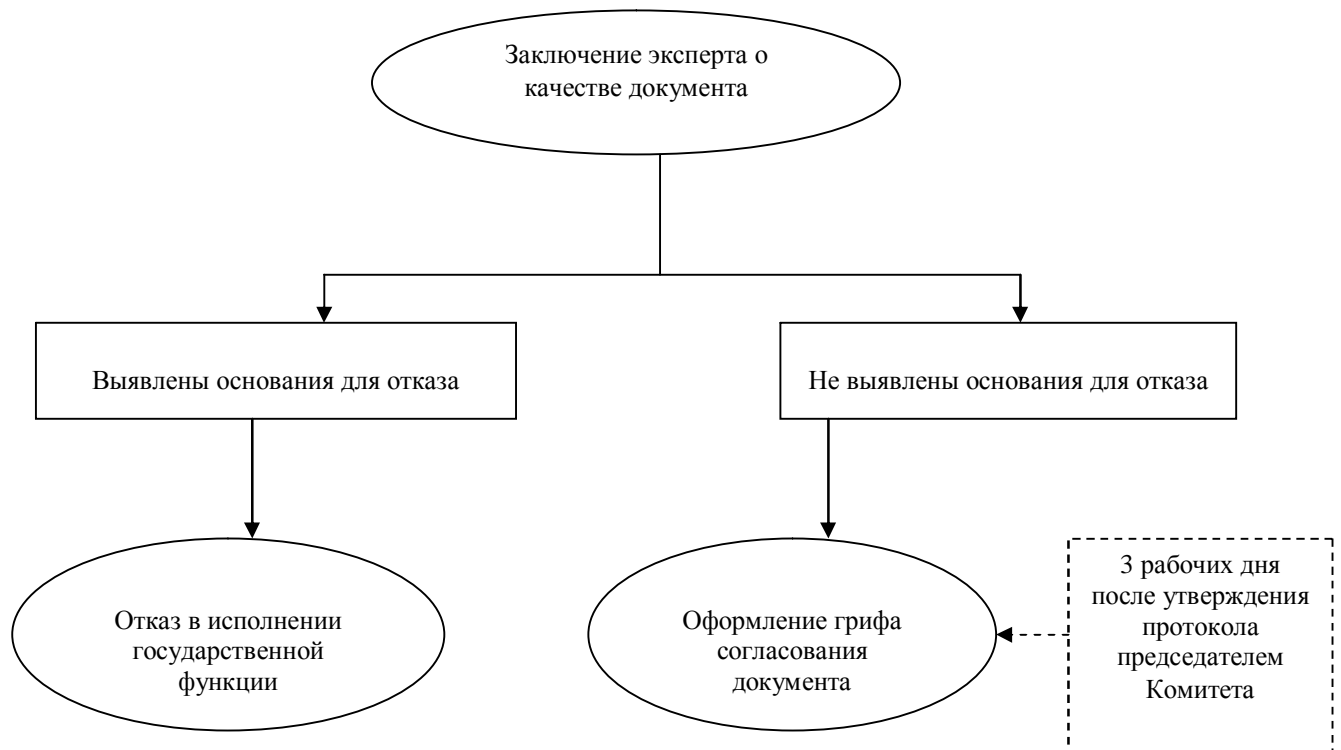 Заключение эксперта о
качестве документа
Выявлены основания для отказа
Не выявлены основания для отказа
Отказ в исполнении
государственной
функции
Оформление грифа
согласования
документа
3 рабочих дня
после утверждения
протокола
председателем
Комитета